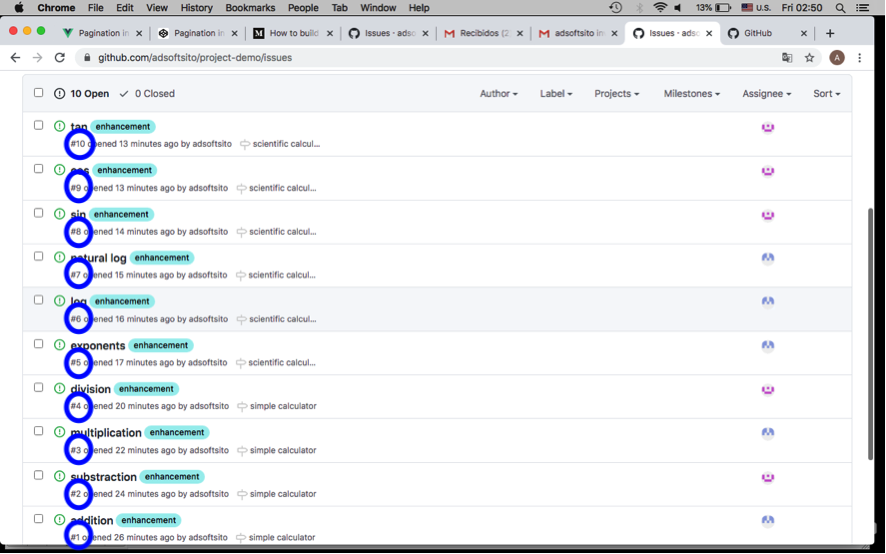 Chrome File Edit View History Bookmarks People Tab Window Help 13% U.S. Fri 02:50
Pagination in Pagination in How to build Issues · adso Recibidos (2 adsoftsito in Issues · adso GitHub
github.com/adsoftsito/project-demo/issues A
10 Open 0 Closed Author Label Projects Milestones Assignee Sort
tan enhancement
#10 opened 13 minutes ago by adsoftsito scientific calcul...
cos enhancement
#9 opened 13 minutes ago by adsoftsito scientific calcul...
sin enhancement
#8 opened 14 minutes ago by adsoftsito scientific calcul...
natural log enhancement
#7 opened 15 minutes ago by adsoftsito scientific calcul...
log enhancement
#6 opened 16 minutes ago by adsoftsito scientific calcul...
exponents enhancement
#5 opened 17 minutes ago by adsoftsito scientific calcul...
division enhancement
#4 opened 20 minutes ago by adsoftsito simple calculator
multiplication enhancement
#3 opened 22 minutes ago by adsoftsito simple calculator
substraction enhancement
#2 opened 24 minutes ago by adsoftsito simple calculator
addition enhancement
#1 opened 26 minutes ago by adsoftsito simple calculator